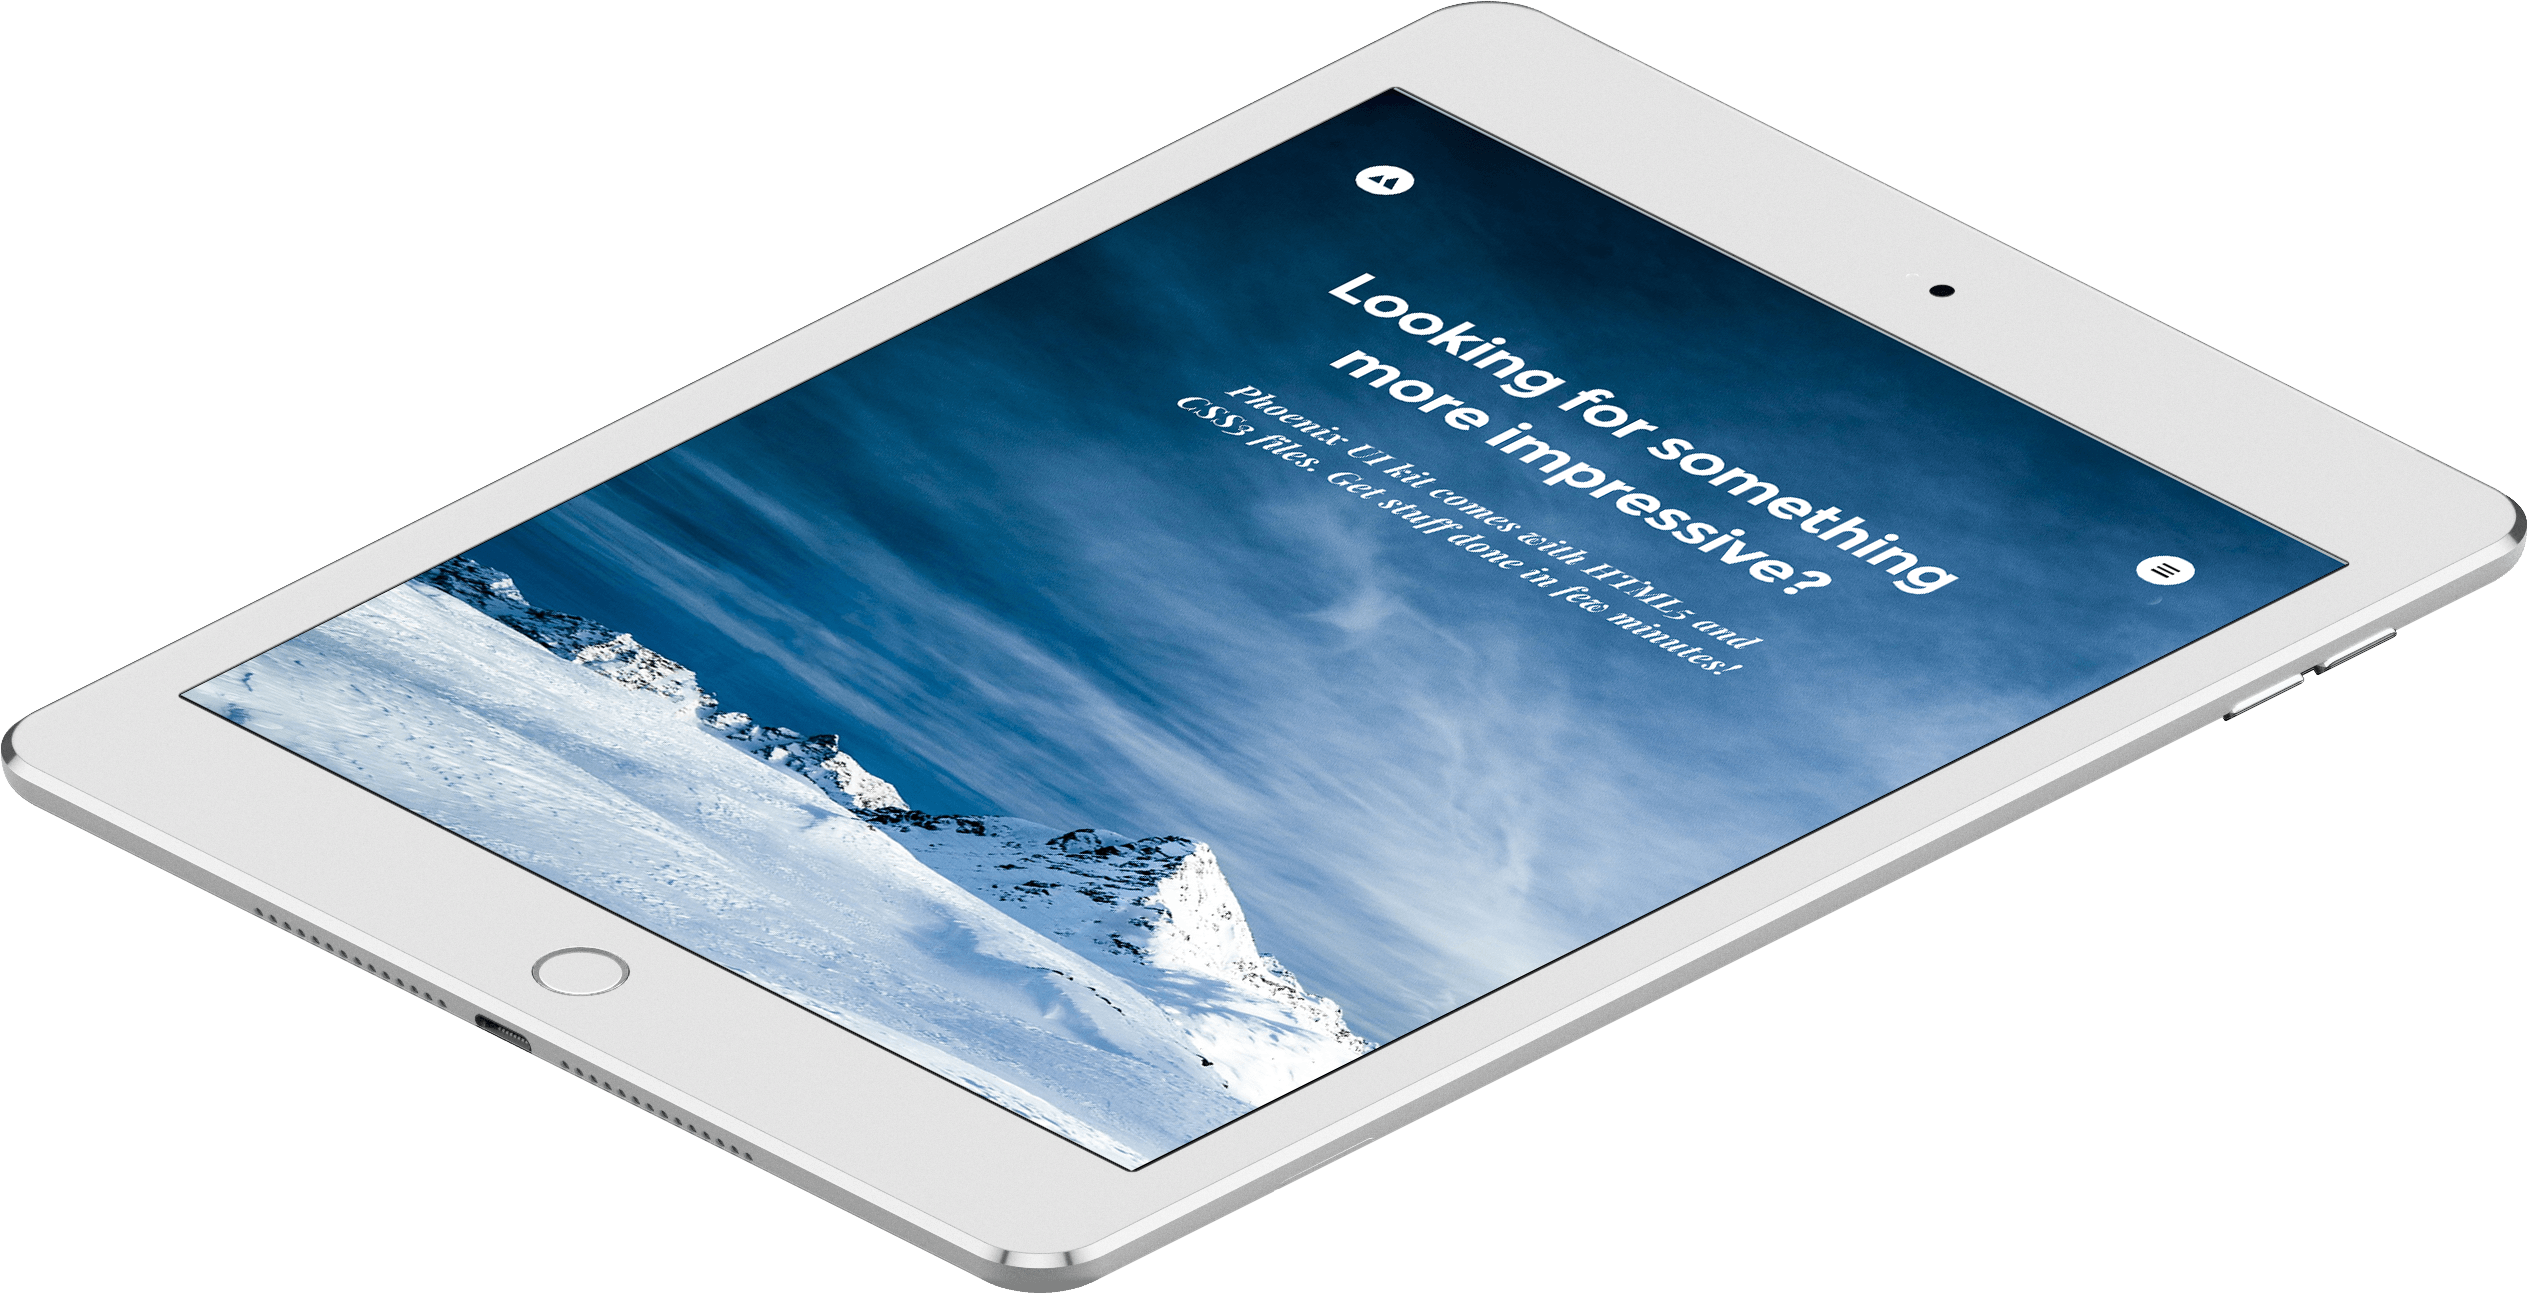 Looking for something
more impressive?
Phoenix UI kit comes with HTML5 and
CSS3 files. Get stuff done in few minutes!